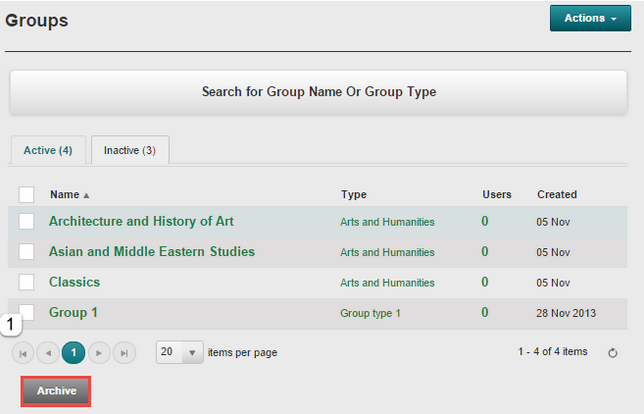 Groups
Actions
Search for Group Name Or Group Type
Active (4) Inactive (3)
Name Type Users Created
Architecture and History of Art Arts and Humanities 0 05 Nov
Asian and Middle Eastern Studies Arts and Humanities 0 05 Nov
Classics Arts and Humanities 0 05 Nov
Group 1 Group type 1 0 28 Nov 2013
1
1 20 items per page 1 - 4 of 4 items
Archive